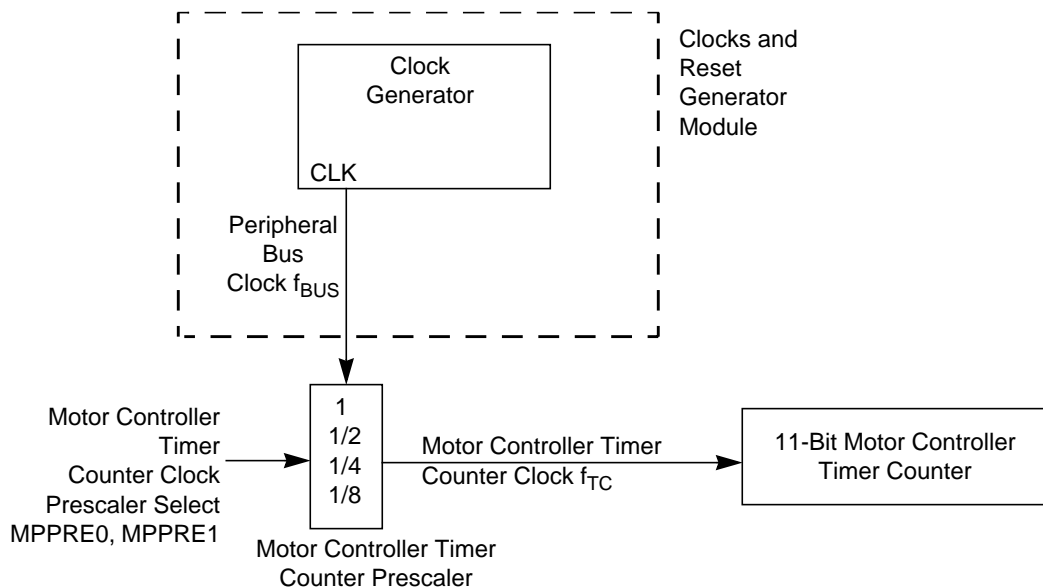 Clock
Generator
CLK
Clocks and
Reset
Generator
Module
Peripheral
Bus
Clock fBUS
Motor Controller
Timer
Counter Clock
Prescaler Select
MPPRE0, MPPRE1
1
1/2
1/4
1/8
Motor Controller Timer
Counter Prescaler
Motor Controller Timer
Counter Clock fTC
11-Bit Motor Controller
Timer Counter